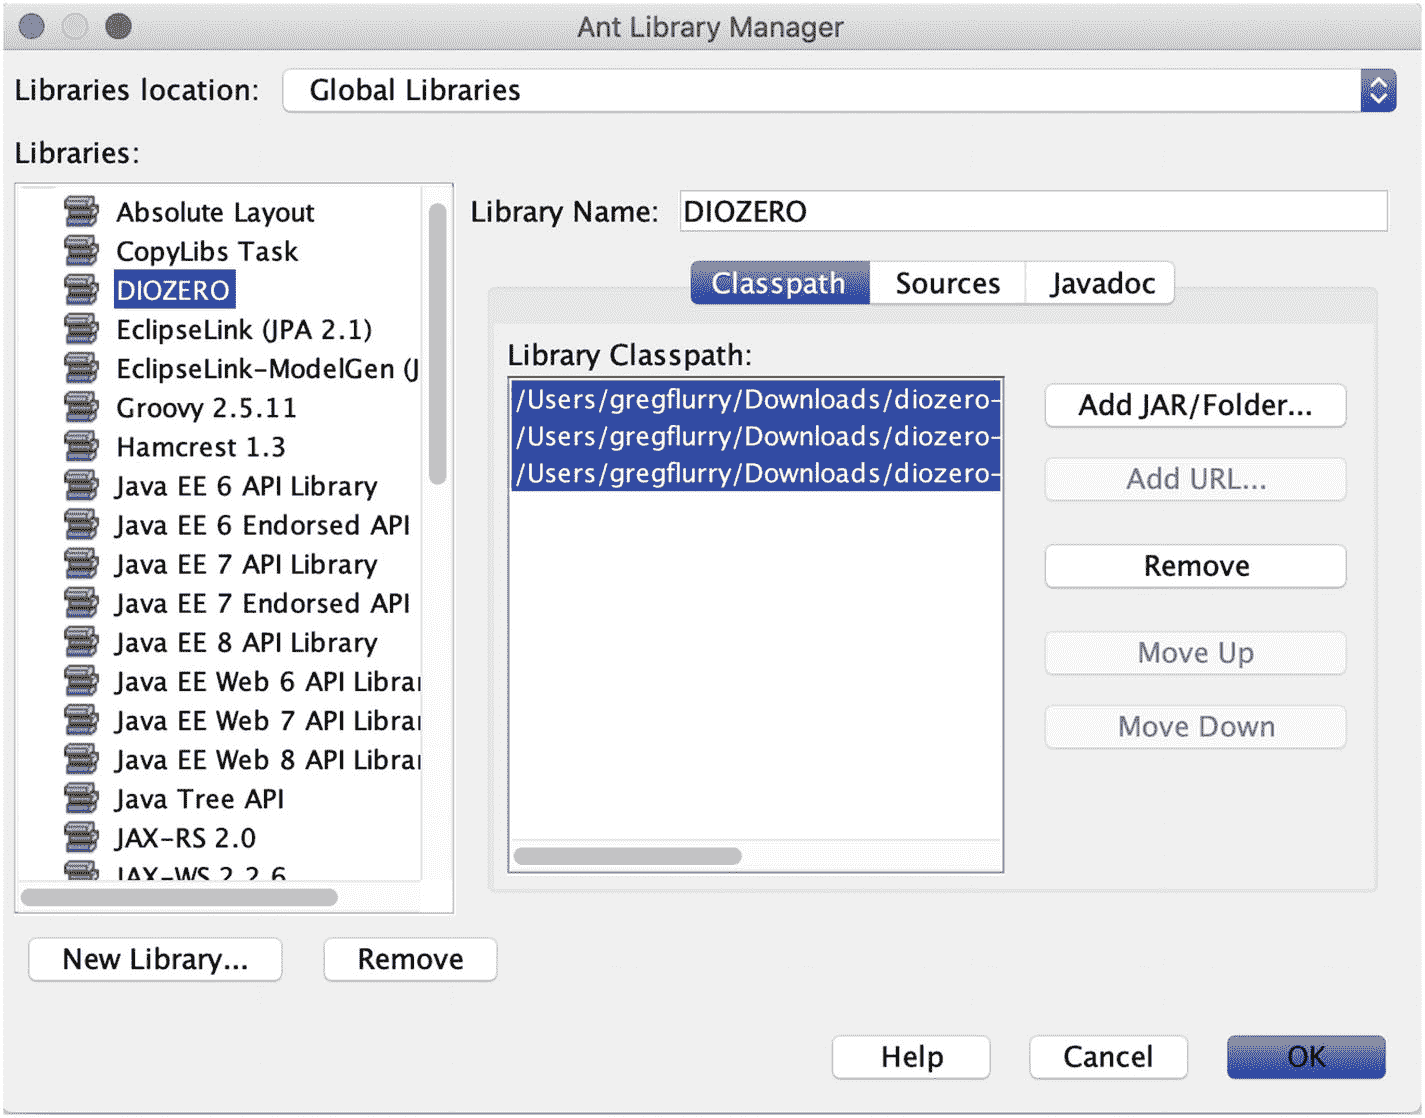 Ant Library Manager
Libraries location: Global Libraries
Libraries:
Absolute Layout
CopyLibs Task
DIOZERO
EclipseLink (JPA 2.1)
EclipseLink-ModelGen (J
Groovy 2.5.11
Hamcrest 1.3
Java EE 6 API Library
Java EE 6 Endorsed API
Java EE 7 API Library
Java EE 7 Endorsed API
Java EE 8 API Library
Java EE Web 6 API Librar
Java EE Web 7 API Librar
Java EE Web 8 API Librar
Java Tree API
JAX-RS 2.0
JAX-WS 2.2.6
New Library...
Remove
Library Name: DIOZERO
Classpath Sources Javadoc
Library Classpath:
/Users/gregflurry/Downloads/diozero-
/Users/gregflurry/Downloads/diozero-
/Users/gregflurry/Downloads/diozero-
Add JAR/Folder...
Add URL...
Remove
Move Up
Move Down
Help Cancel OK